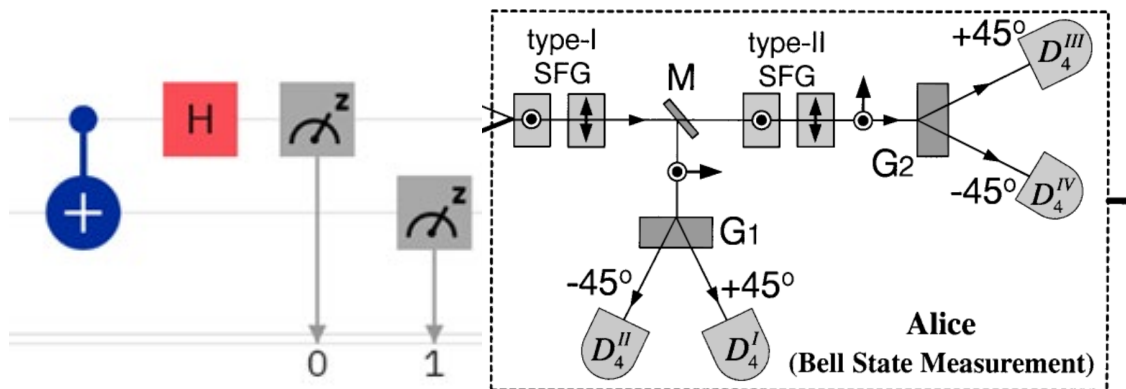 H
z
z
0
1
type-I
SFG
M
type-II
SFG
+45°
D₄ᴵᴵᴵ
G2
-45°
D₄ᴵⱽ
G1
-45°
+45°
D₄ᴵᴵ
D₄ᴵ
Alice
(Bell State Measurement)